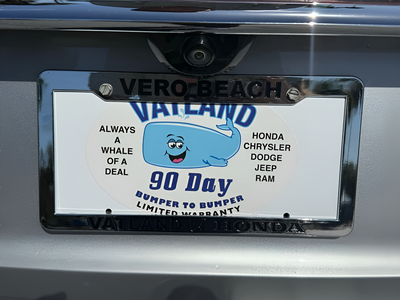 VERO BEACH
VATLAND
ALWAYS
A
WHALE
OF A
DEAL
HONDA
CHRYSLER
DODGE
JEEP
RAM
90 Day
BUMPER TO BUMPER
LIMITED WARRANTY
VATLAND HONDA